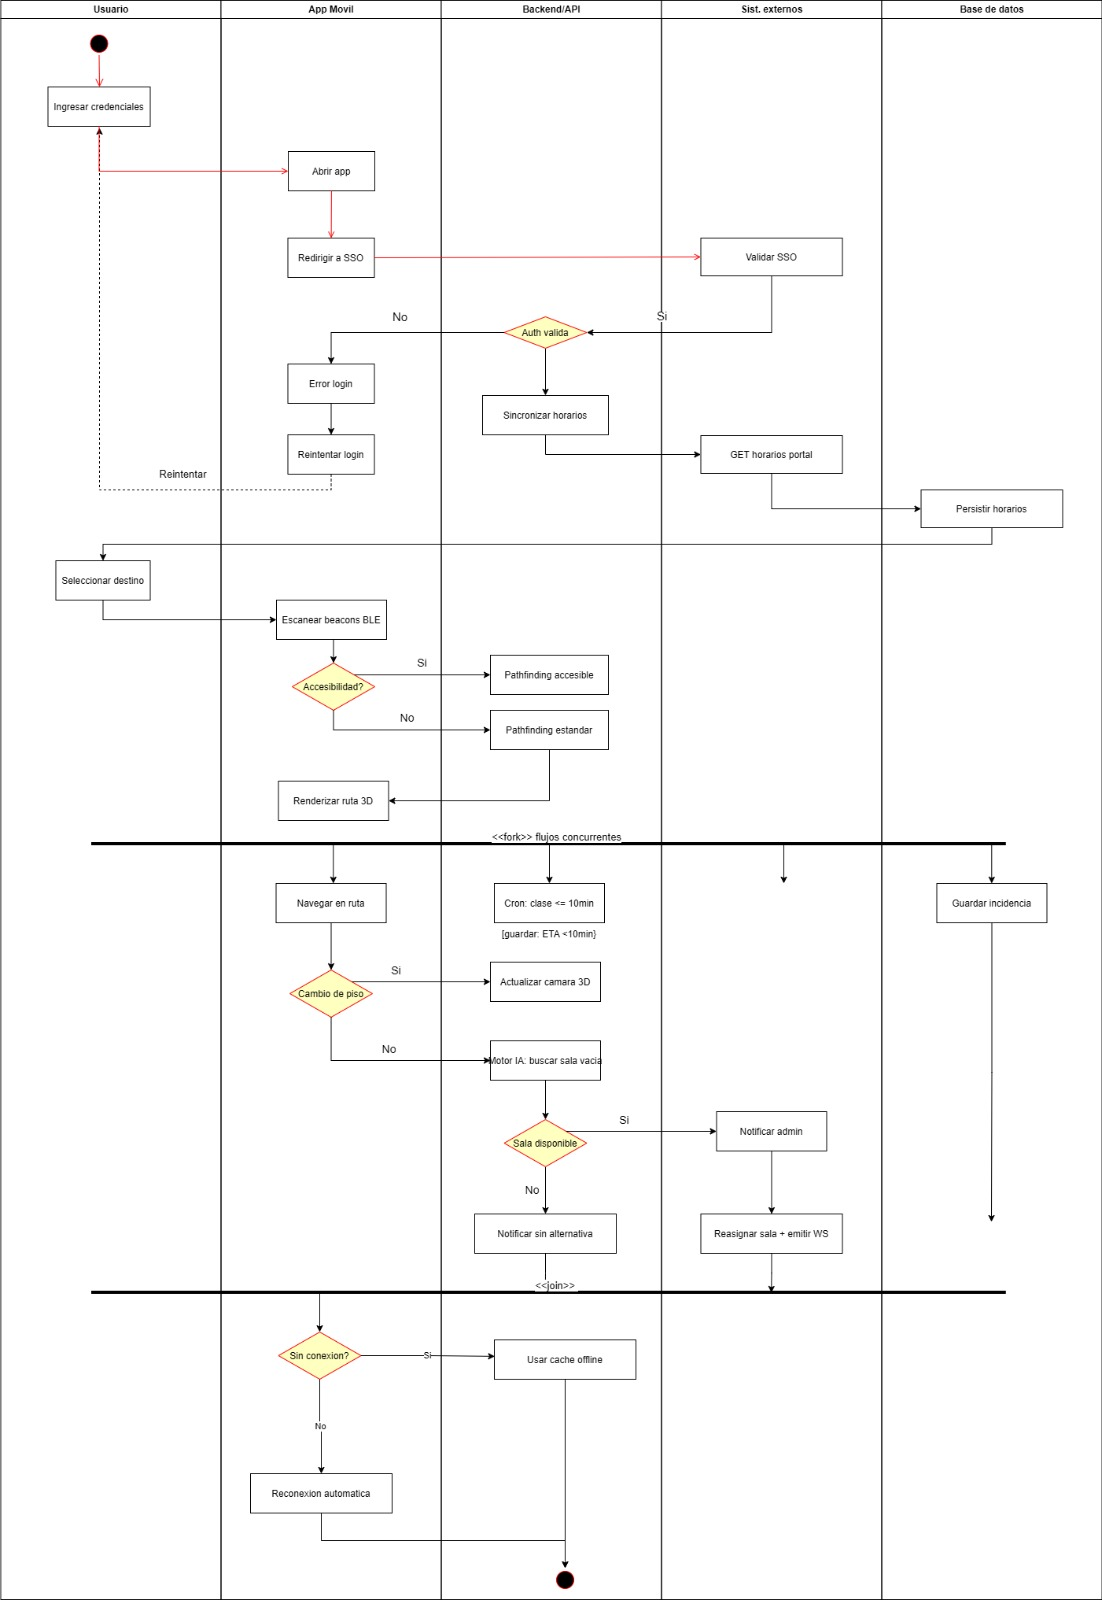 Usuario
App Movil
Backend/API
Sist. externos
Base de datos
Ingresar credenciales
Abrir app
Redirigir a SSO
Validar SSO
No
Si
Auth valida
Error login
Sincronizar horarios
Reintentar login
GET horarios portal
Reintentar
Persistir horarios
Seleccionar destino
Escanear beacons BLE
Si
Accesibilidad?
Pathfinding accesible
No
Pathfinding estandar
Renderizar ruta 3D
<<fork>> flujos concurrentes
Navegar en ruta
Cron: clase <= 10min
Guardar incidencia
[guardar: ETA <10min}
Si
Cambio de piso
Actualizar camara 3D
No
Motor IA: buscar sala vacia
Si
Sala disponible
Notificar admin
No
Notificar sin alternativa
Reasignar sala + emitir WS
<<join>>
Sin conexion?
Si
Usar cache offline
No
Reconexion automatica